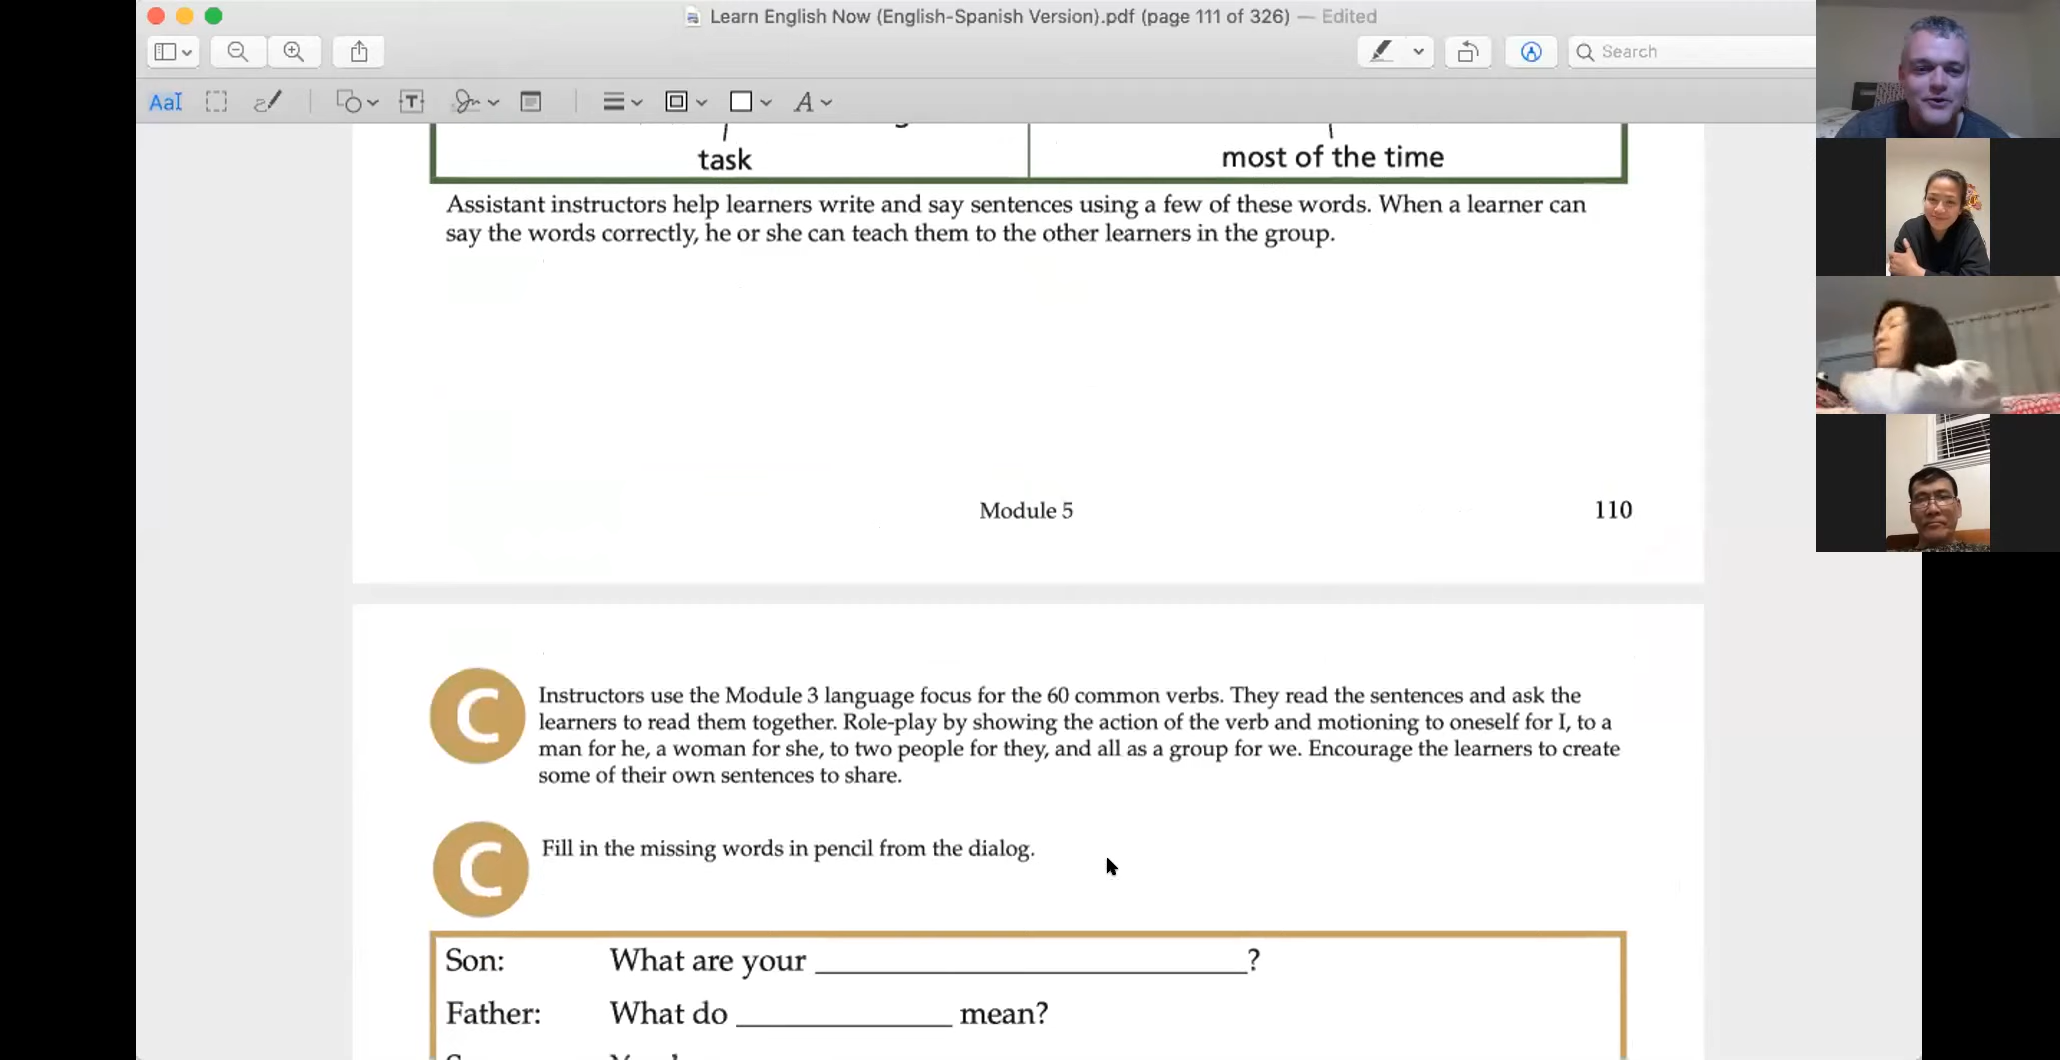 Learn English Now (English-Spanish Version).pdf (page 111 of 326) — Edited
Search
AaI
T
A
task
most of the time
Assistant instructors help learners write and say sentences using a few of these words. When a learner can
say the words correctly, he or she can teach them to the other learners in the group.
Module 5
110
C
Instructors use the Module 3 language focus for the 60 common verbs. They read the sentences and ask the
learners to read them together. Role-play by showing the action of the verb and motioning to oneself for I, to a
man for he, a woman for she, to two people for they, and all as a group for we. Encourage the learners to create
some of their own sentences to share.
C
Fill in the missing words in pencil from the dialog.
Son: What are your ______________________________?
Father: What do _______________ mean?